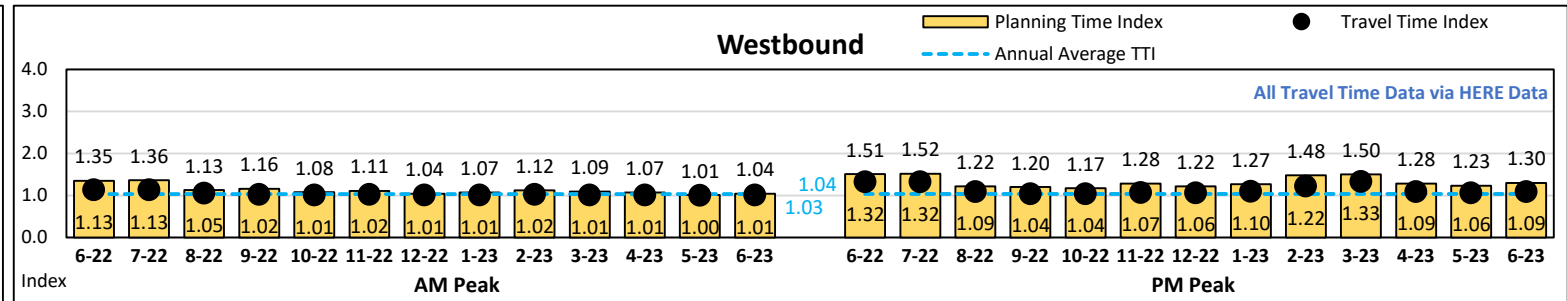 Westbound
Planning Time Index
Travel Time Index
Annual Average TTI
All Travel Time Data via HERE Data
4.0
3.0
2.0
1.0
0.0
1.35 1.36 1.13 1.16 1.08 1.11 1.04 1.07 1.12 1.09 1.07 1.01 1.04
1.13 1.13 1.05 1.02 1.01 1.02 1.01 1.01 1.02 1.01 1.01 1.00 1.01
6-22 7-22 8-22 9-22 10-22 11-22 12-22 1-23 2-23 3-23 4-23 5-23 6-23
AM Peak
1.04
1.03
1.51 1.52 1.22 1.20 1.17 1.28 1.22 1.27 1.48 1.50 1.28 1.23 1.30
1.32 1.32 1.09 1.04 1.04 1.07 1.06 1.10 1.22 1.33 1.09 1.06 1.09
6-22 7-22 8-22 9-22 10-22 11-22 12-22 1-23 2-23 3-23 4-23 5-23 6-23
PM Peak
Index